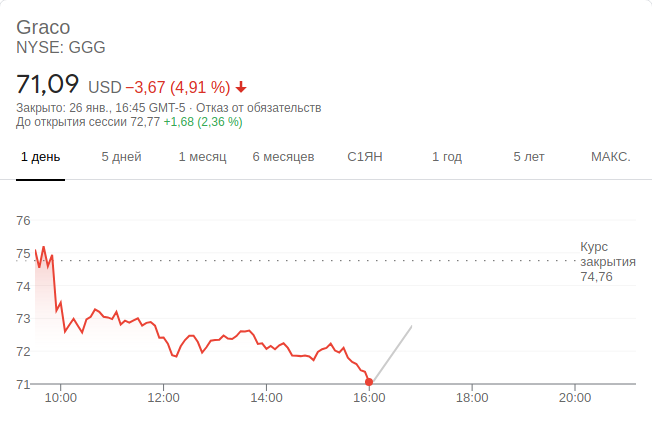 Graco
NYSE: GGG
71,09 USD −3,67 (4,91 %)
Закрыто: 26 янв., 16:45 GMT-5 · Отказ от обязательств
До открытия сессии 72,77 +1,68 (2,36 %)
1 день 5 дней 1 месяц 6 месяцев С1ЯН 1 год 5 лет МАКС.
76
75
74
73
72
71
Курс
закрытия
74,76
10:00 12:00 14:00 16:00 18:00 20:00